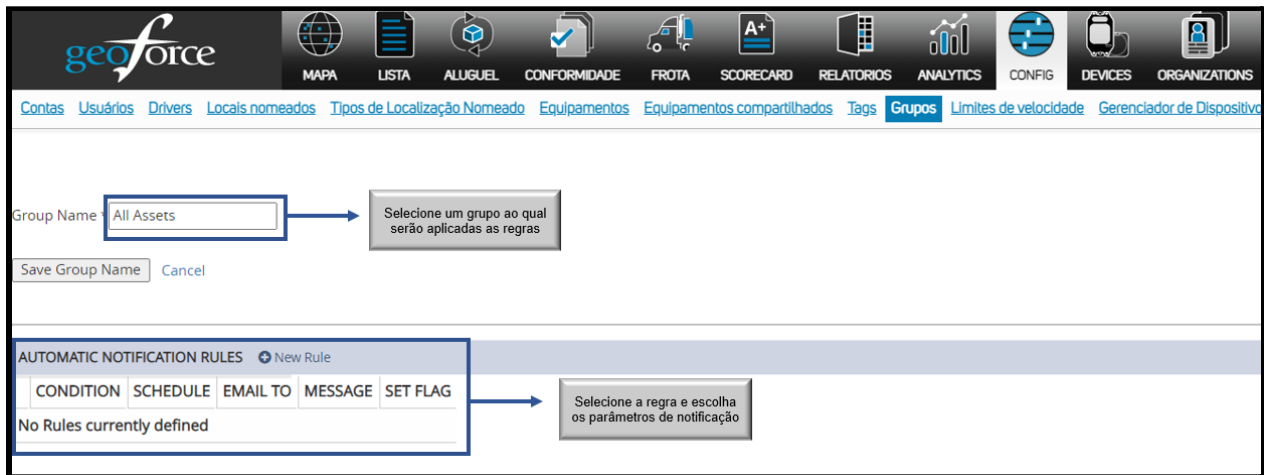 geoforce
MAPA LISTA ALUGUEL CONFORMIDADE FROTA SCORECARD RELATORIOS ANALYTICS CONFIG DEVICES ORGANIZATIONS
A+
Contas Usuários Drivers Locais nomeados Tipos de Localização Nomeado Equipamentos Equipamentos compartilhados Tags Grupos Limites de velocidade Gerenciador de Dispositivo
Group Name * All Assets
Selecione um grupo ao qual
serão aplicadas as regras
Save Group Name Cancel
AUTOMATIC NOTIFICATION RULES New Rule
CONDITION SCHEDULE EMAIL TO MESSAGE SET FLAG
No Rules currently defined
Selecione a regra e escolha
os parâmetros de notificação